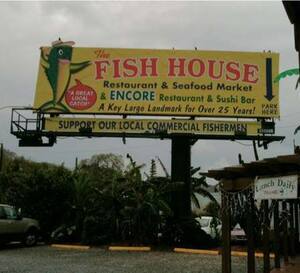 The
FISH HOUSE
"A GREAT
LOCAL
CATCH"
Restaurant & Seafood Market
& ENCORE Restaurant & Sushi Bar
A Key Largo Landmark for Over 25 Years!
PARK
HERE
SUPPORT OUR LOCAL COMMERCIAL FISHERMEN
Lunch Daily